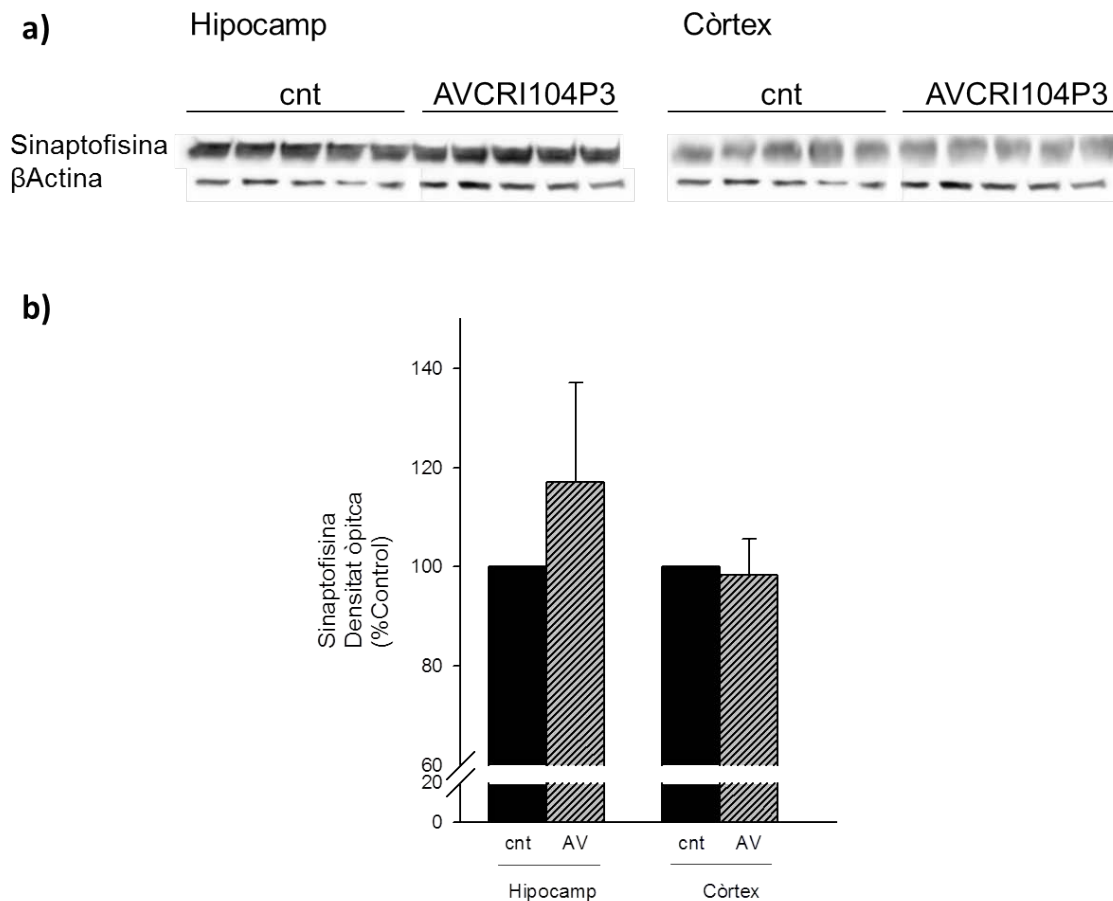 a)
Hipocamp
Còrtex
cnt
AVCRI104P3
cnt
AVCRI104P3
Sinaptofisina
βActina
b)
140
120
100
80
60
20
0
Sinaptofisina
Densitat òpitca
(%Control)
cnt
AV
cnt
AV
Hipocamp
Còrtex